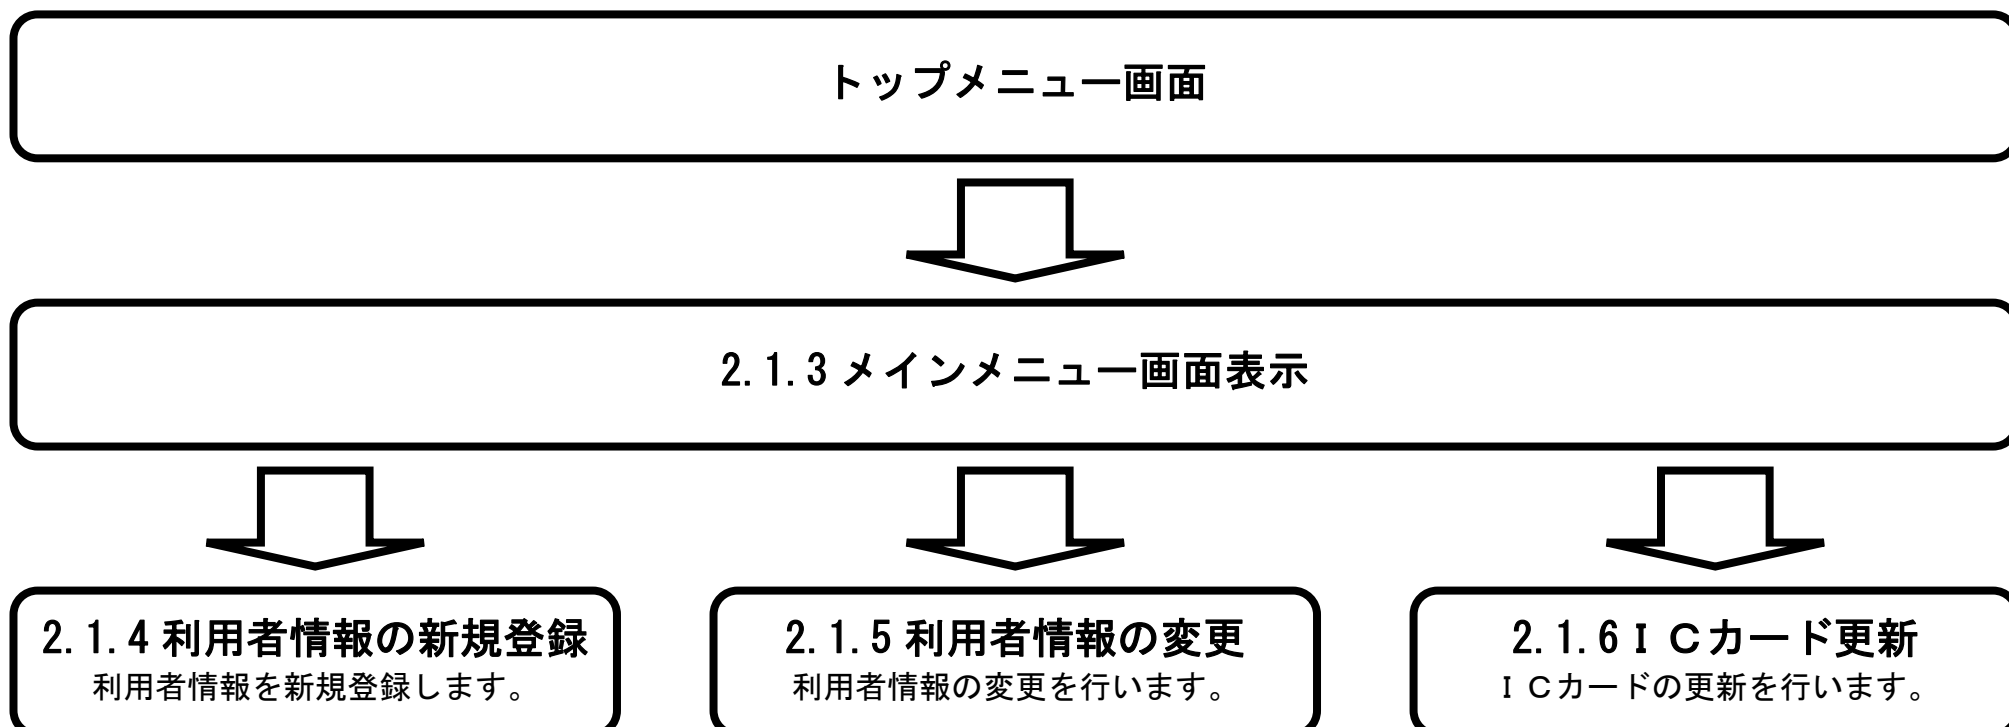 トップメニュー画面
2.1.3 メインメニュー画面表示
2.1.4 利用者情報の新規登録
利用者情報を新規登録します。
2.1.5 利用者情報の変更
利用者情報の変更を行います。
2.1.6 ＩＣカード更新
ＩＣカードの更新を行います。